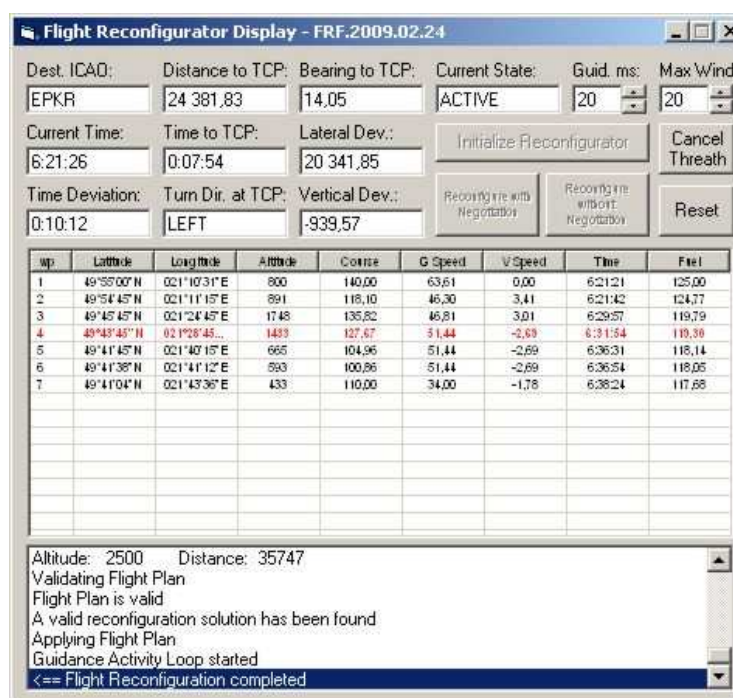 Flight Reconfigurator Display - FRF.2009.02.24
Dest. ICAO: Distance to TCP: Bearing to TCP: Current State: Guid. ms: Max Wind
EPKR 24 381,83 14,05 ACTIVE 20 20
Current Time: Time to TCP: Lateral Dev.: Initialize Reconfigurator Cancel Threath
6:21:26 0:07:54 20 341,85
Time Deviation: Turn Dir. at TCP: Vertical Dev.: Reconfigure with Negotiation Reconfigure without Negotiation Reset
0:10:12 LEFT -939,57
wp Latitude Longitude Altitude Course G Speed V Speed Time Fuel
1 49°55'00" N 021°10'31" E 800 140,00 63,61 0,00 6:21:21 125,00
2 49°54'45" N 021°11'15" E 891 118,10 46,30 3,41 6:21:42 124,77
3 49°45'45" N 021°24'45" E 1748 135,82 46,81 3,01 6:29:57 119,79
4 49°43'45" N 021°28'45... 1433 127,67 51,44 -2,69 6:31:54 119,30
5 49°41'45" N 021°40'15" E 665 104,96 51,44 -2,69 6:36:31 118,14
6 49°41'38" N 021°41'12" E 593 100,86 51,44 -2,69 6:36:54 118,05
7 49°41'04" N 021°43'36" E 433 110,00 34,00 -1,78 6:38:24 117,68
Altitude: 2500 Distance: 35747
Validating Flight Plan
Flight Plan is valid
A valid reconfiguration solution has been found
Applying Flight Plan
Guidance Activity Loop started
<== Flight Reconfiguration completed